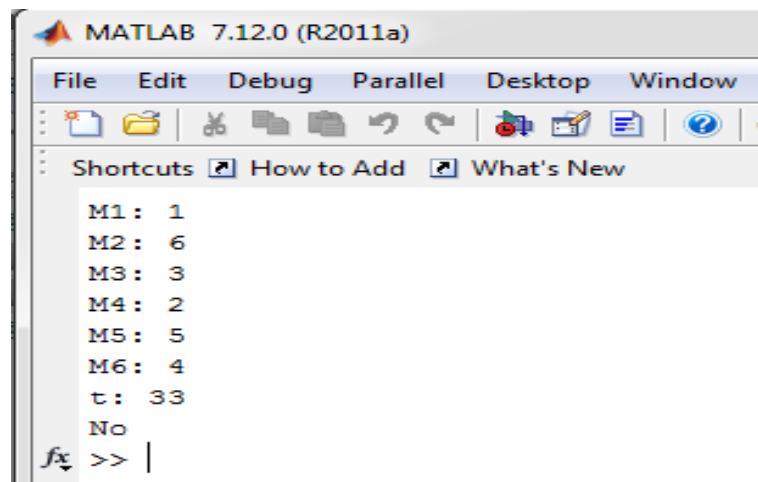 MATLAB 7.12.0 (R2011a)
File Edit Debug Parallel Desktop Window
Shortcuts How to Add What's New
M1: 1
M2: 6
M3: 3
M4: 2
M5: 5
M6: 4
t: 33
No
fx >>